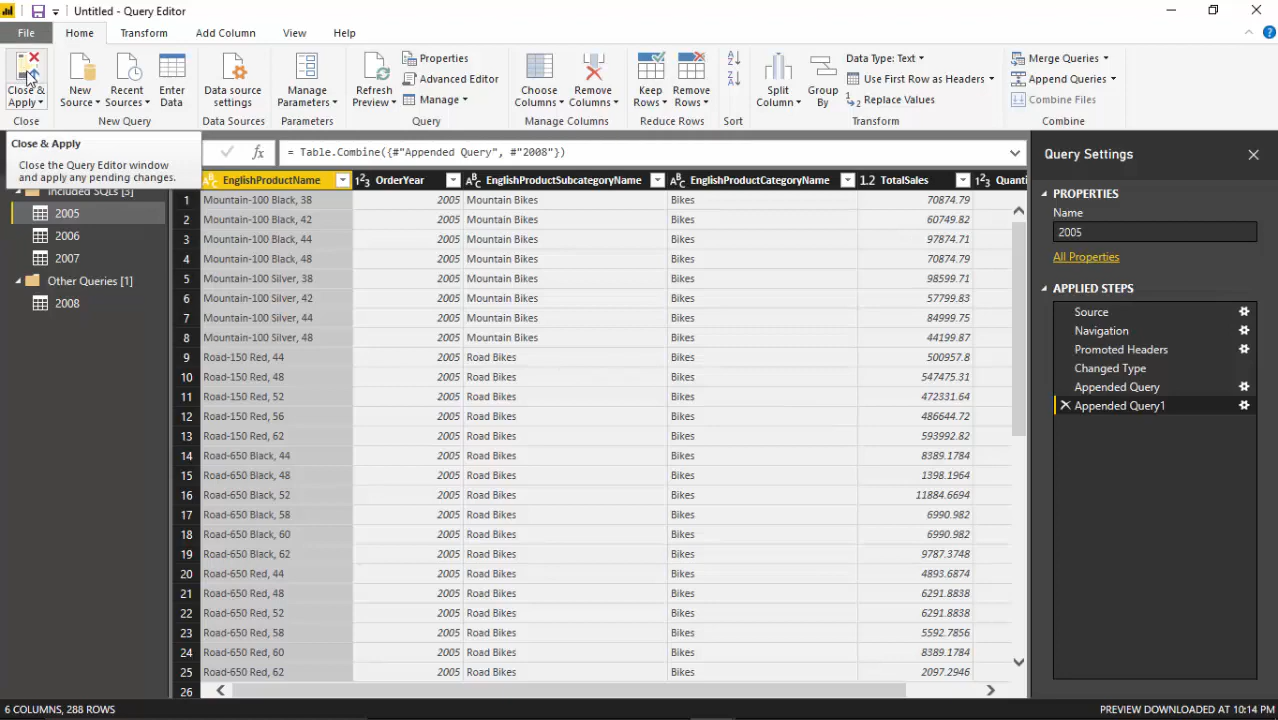 Untitled - Query Editor
File
Home
Transform
Add Column
View
Help
Close &
Apply
Close
New
Source
Recent
Sources
Enter
Data
New Query
Data source
settings
Data Sources
Manage
Parameters
Parameters
Refresh
Preview
Properties
Advanced Editor
Manage
Query
Choose
Columns
Remove
Columns
Manage Columns
Keep
Rows
Remove
Rows
Reduce Rows
Sort
Split
Column
Group
By
Data Type: Text
Use First Row as Headers
Replace Values
Transform
Merge Queries
Append Queries
Combine Files
Combine
Close & Apply
Close the Query Editor window
and apply any pending changes.
= Table.Combine({#"Appended Query", #"2008"})
Included SQLs [3]
2005
2006
2007
Other Queries [1]
2008
EnglishProductName OrderYear EnglishProductSubcategoryName EnglishProductCategoryName 1.2 TotalSales Quanti
1 Mountain-100 Black, 38 2005 Mountain Bikes Bikes 70874.79
2 Mountain-100 Black, 42 2005 Mountain Bikes Bikes 60749.82
3 Mountain-100 Black, 44 2005 Mountain Bikes Bikes 97874.71
4 Mountain-100 Black, 48 2005 Mountain Bikes Bikes 70874.79
5 Mountain-100 Silver, 38 2005 Mountain Bikes Bikes 98599.71
6 Mountain-100 Silver, 42 2005 Mountain Bikes Bikes 57799.83
7 Mountain-100 Silver, 44 2005 Mountain Bikes Bikes 84999.75
8 Mountain-100 Silver, 48 2005 Mountain Bikes Bikes 44199.87
9 Road-150 Red, 44 2005 Road Bikes Bikes 500957.8
10 Road-150 Red, 48 2005 Road Bikes Bikes 547475.31
11 Road-150 Red, 52 2005 Road Bikes Bikes 472331.64
12 Road-150 Red, 56 2005 Road Bikes Bikes 486644.72
13 Road-150 Red, 62 2005 Road Bikes Bikes 593992.82
14 Road-650 Black, 44 2005 Road Bikes Bikes 8389.1784
15 Road-650 Black, 48 2005 Road Bikes Bikes 1398.1964
16 Road-650 Black, 52 2005 Road Bikes Bikes 11884.6694
17 Road-650 Black, 58 2005 Road Bikes Bikes 6990.982
18 Road-650 Black, 60 2005 Road Bikes Bikes 6990.982
19 Road-650 Black, 62 2005 Road Bikes Bikes 9787.3748
20 Road-650 Red, 44 2005 Road Bikes Bikes 4893.6874
21 Road-650 Red, 48 2005 Road Bikes Bikes 6291.8838
22 Road-650 Red, 52 2005 Road Bikes Bikes 6291.8838
23 Road-650 Red, 58 2005 Road Bikes Bikes 5592.7856
24 Road-650 Red, 60 2005 Road Bikes Bikes 8389.1784
25 Road-650 Red, 62 2005 Road Bikes Bikes 2097.2946
26
Query Settings
PROPERTIES
Name
2005
All Properties
APPLIED STEPS
Source
Navigation
Promoted Headers
Changed Type
Appended Query
Appended Query1
6 COLUMNS, 288 ROWS
PREVIEW DOWNLOADED AT 10:14 PM